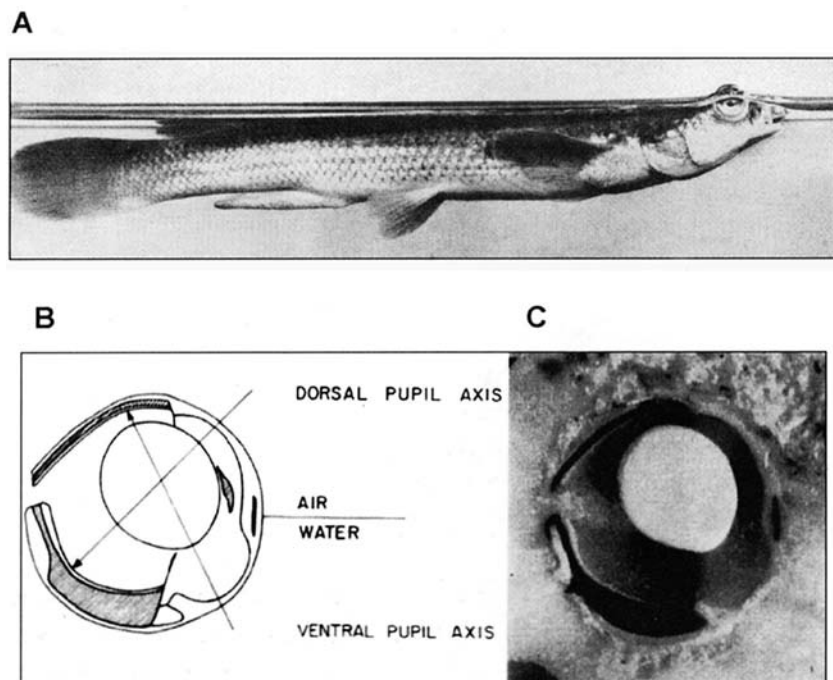 A
B
C
DORSAL PUPIL AXIS
AIR
WATER
VENTRAL PUPIL AXIS